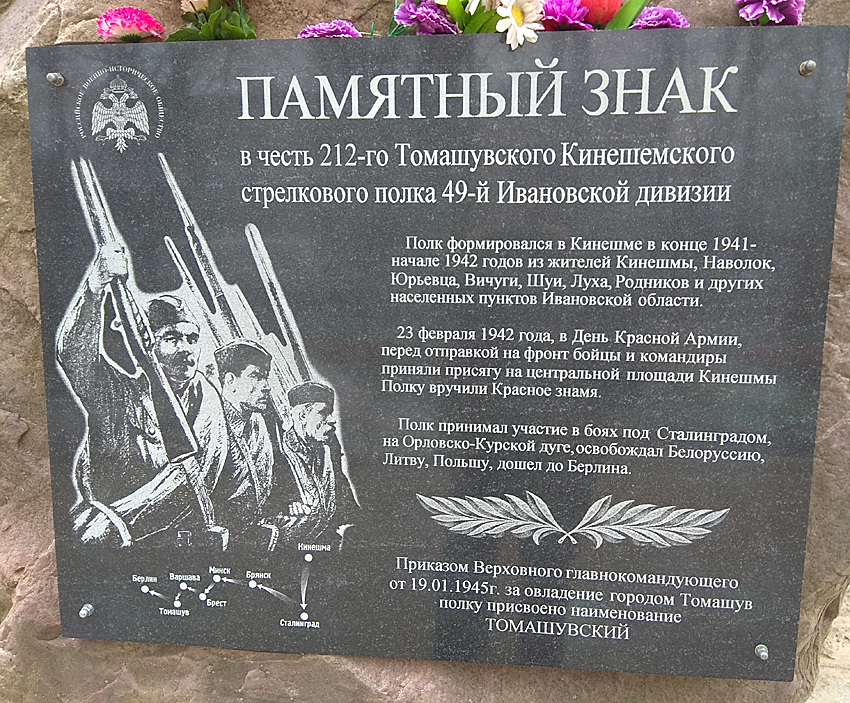 РОССИЙСКОЕ ВОЕННО-ИСТОРИЧЕСКОЕ ОБЩЕСТВО
ПАМЯТНЫЙ ЗНАК
в честь 212-го Томашувского Кинешемского
стрелкового полка 49-й Ивановской дивизии
Полк формировался в Кинешме в конце 1941-
начале 1942 годов из жителей Кинешмы, Наволок,
Юрьевца, Вичуги, Шуи, Луха, Родников и других
населенных пунктов Ивановской области.
23 февраля 1942 года, в День Красной Армии,
перед отправкой на фронт бойцы и командиры
приняли присягу на центральной площади Кинешмы
Полку вручили Красное знамя.
Полк принимал участие в боях под Сталинградом,
на Орловско-Курской дуге, освобождал Белоруссию,
Литву, Польшу, дошел до Берлина.
Кинешма
Берлин
Варшава
Минск
Брянск
Томашув
Брест
Сталинград
Приказом Верховного главнокомандующего
от 19.01.1945г. за овладение городом Томашув
полку присвоено наименование
ТОМАШУВСКИЙ